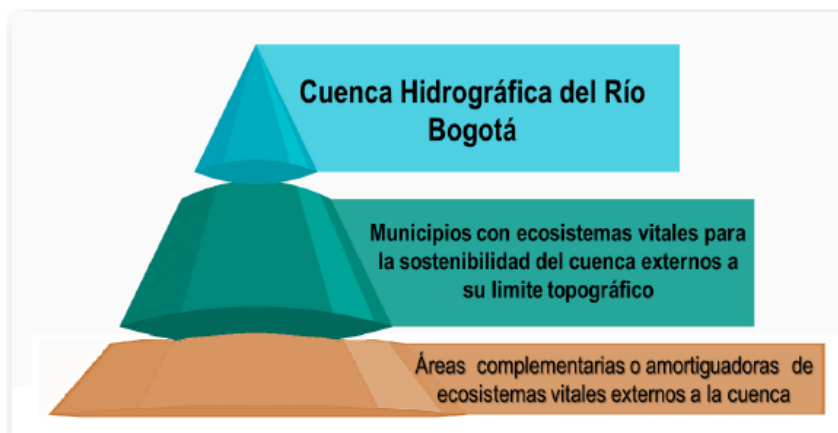 Cuenca Hidrográfica del Río
Bogotá
Municipios con ecosistemas vitales para
la sostenibilidad del cuenca externos a
su limite topográfico
Áreas complementarias o amortiguadoras de
ecosistemas vitales externos a la cuenca